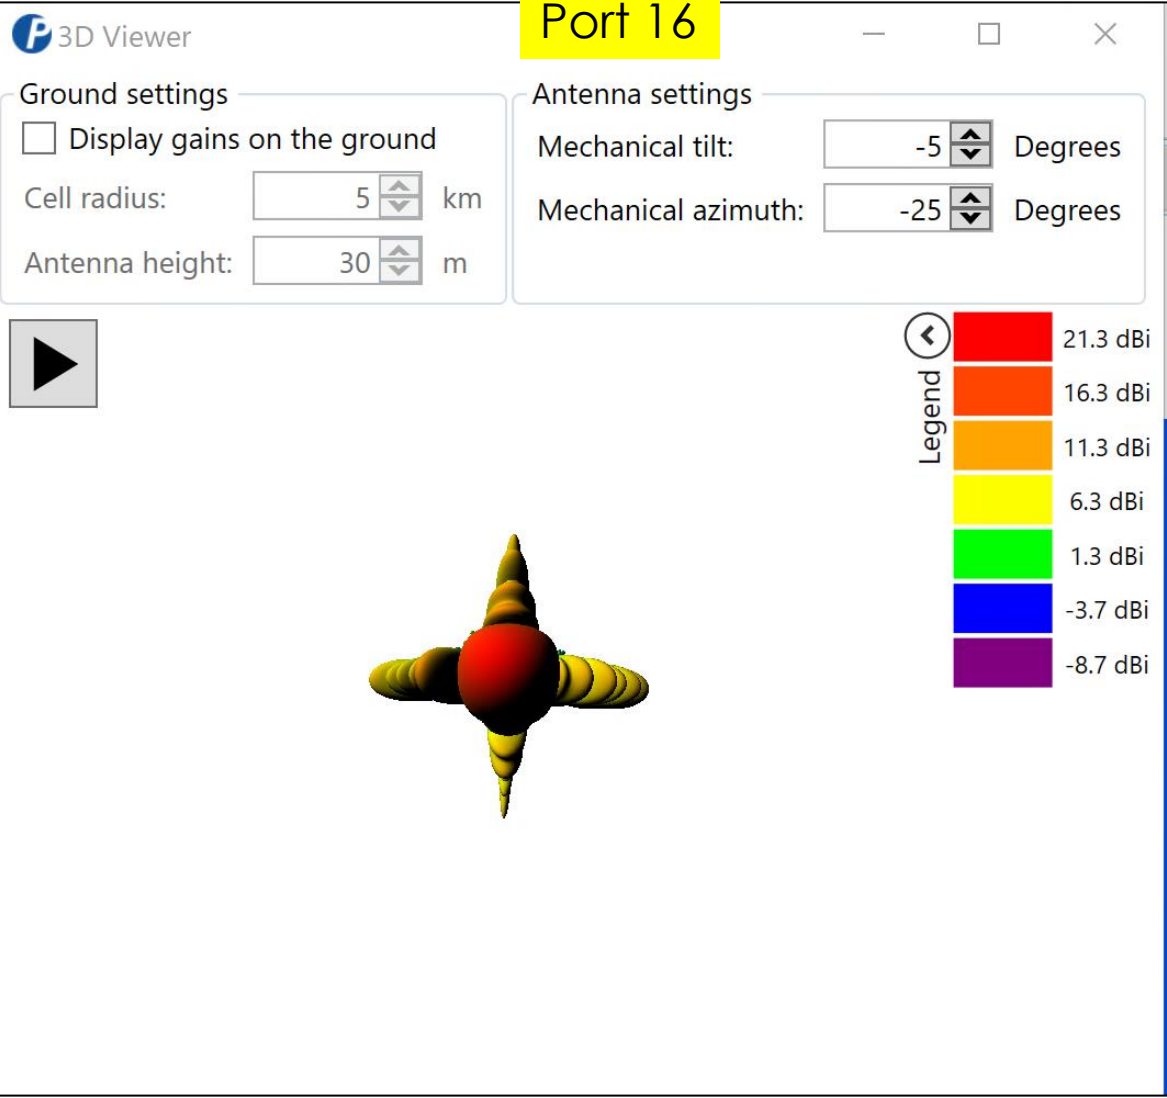 Port 16
3D Viewer
Ground settings
Display gains on the ground
Cell radius: 5 km
Antenna height: 30 m
Antenna settings
Mechanical tilt: -5 Degrees
Mechanical azimuth: -25 Degrees
Legend
21.3 dBi
16.3 dBi
11.3 dBi
6.3 dBi
1.3 dBi
-3.7 dBi
-8.7 dBi